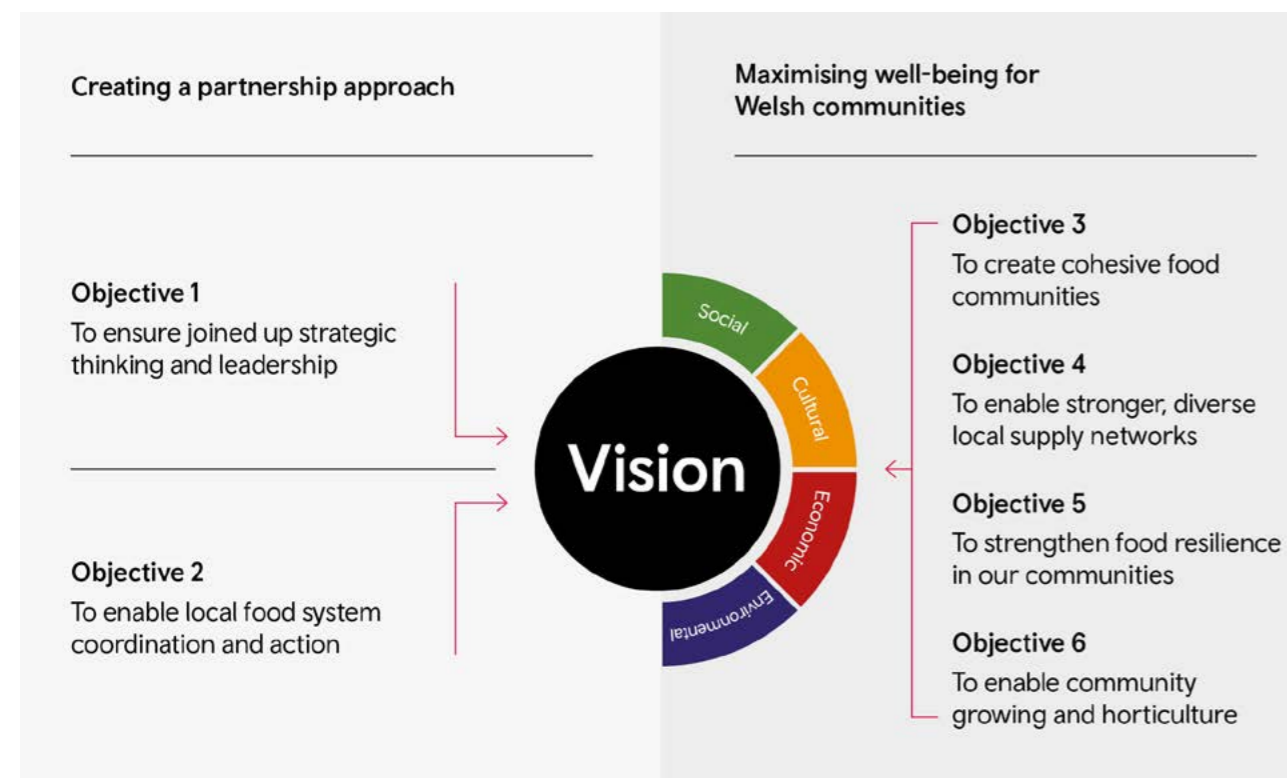 Creating a partnership approach
Objective 1
To ensure joined up strategic
thinking and leadership
Objective 2
To enable local food system
coordination and action
Vision
Social
Cultural
Economic
Environmental
Maximising well-being for
Welsh communities
Objective 3
To create cohesive food
communities
Objective 4
To enable stronger, diverse
local supply networks
Objective 5
To strengthen food resilience
in our communities
Objective 6
To enable community
growing and horticulture